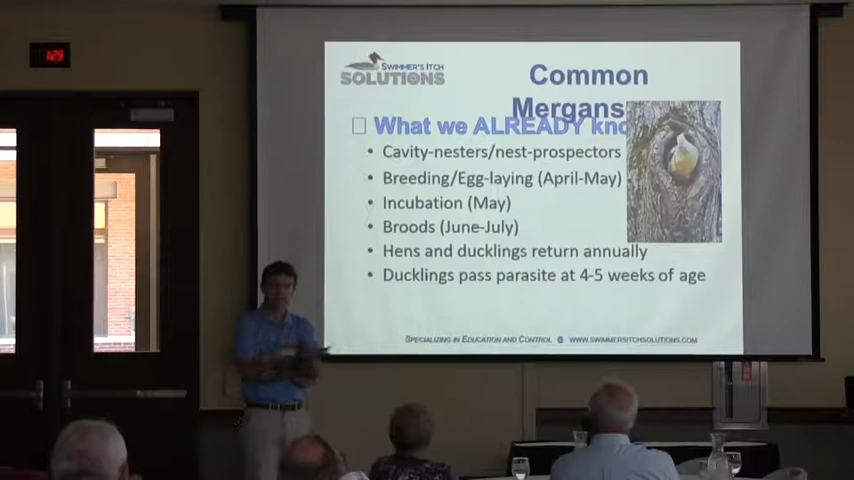 1:29
SWIMMER'S ITCH
SOLUTIONS
Common
Mergans
What we ALREADY kno
• Cavity-nesters/nest-prospectors
• Breeding/Egg-laying (April-May)
• Incubation (May)
• Broods (June-July)
• Hens and ducklings return annually
• Ducklings pass parasite at 4-5 weeks of age
SPECIALIZING IN EDUCATION AND CONTROL @ WWW.SWIMMERSITCHSOLUTIONS.COM